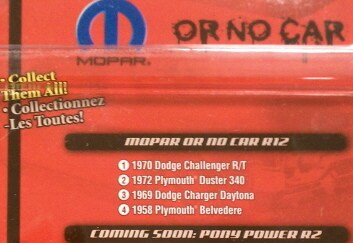 MOPAR®
OR NO CAR
• Collect
Them All!
• Collectionnez
-Les Toutes!
MOPAR OR NO CAR R12
1 1970 Dodge Challenger R/T
2 1972 Plymouth® Duster 340
3 1969 Dodge Charger Daytona
4 1958 Plymouth® Belvedere
COMING SOON: PONY POWER R2